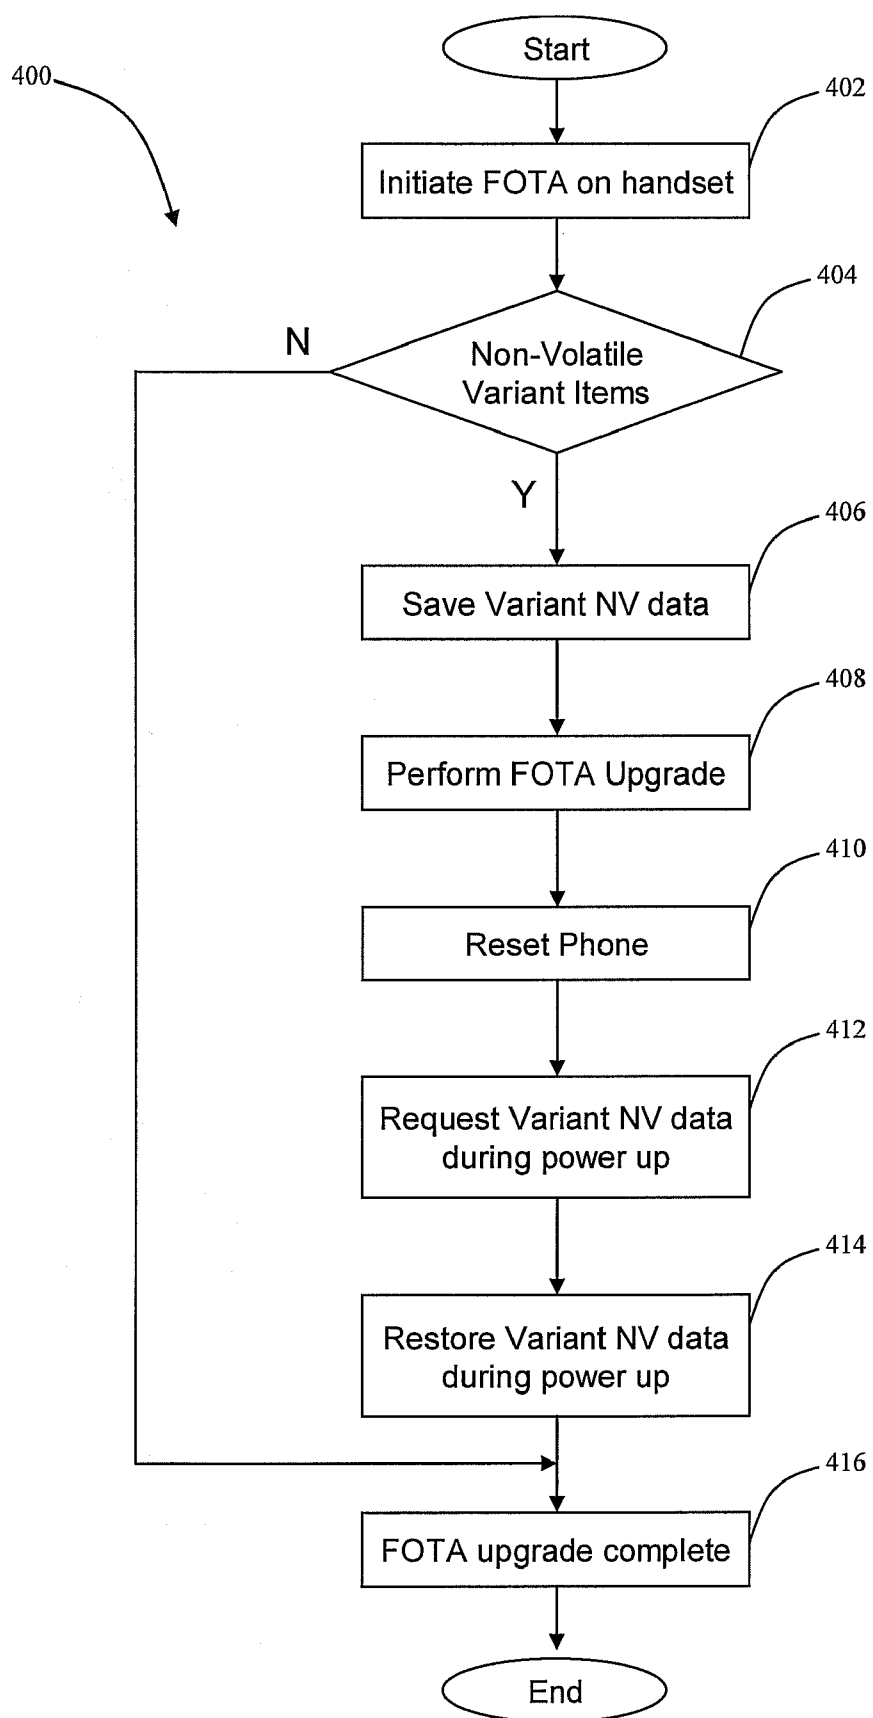 Start
400
402
Initiate FOTA on handset
404
N
Non-Volatile
Variant Items
Y
406
Save Variant NV data
408
Perform FOTA Upgrade
410
Reset Phone
412
Request Variant NV data
during power up
414
Restore Variant NV data
during power up
416
FOTA upgrade complete
End